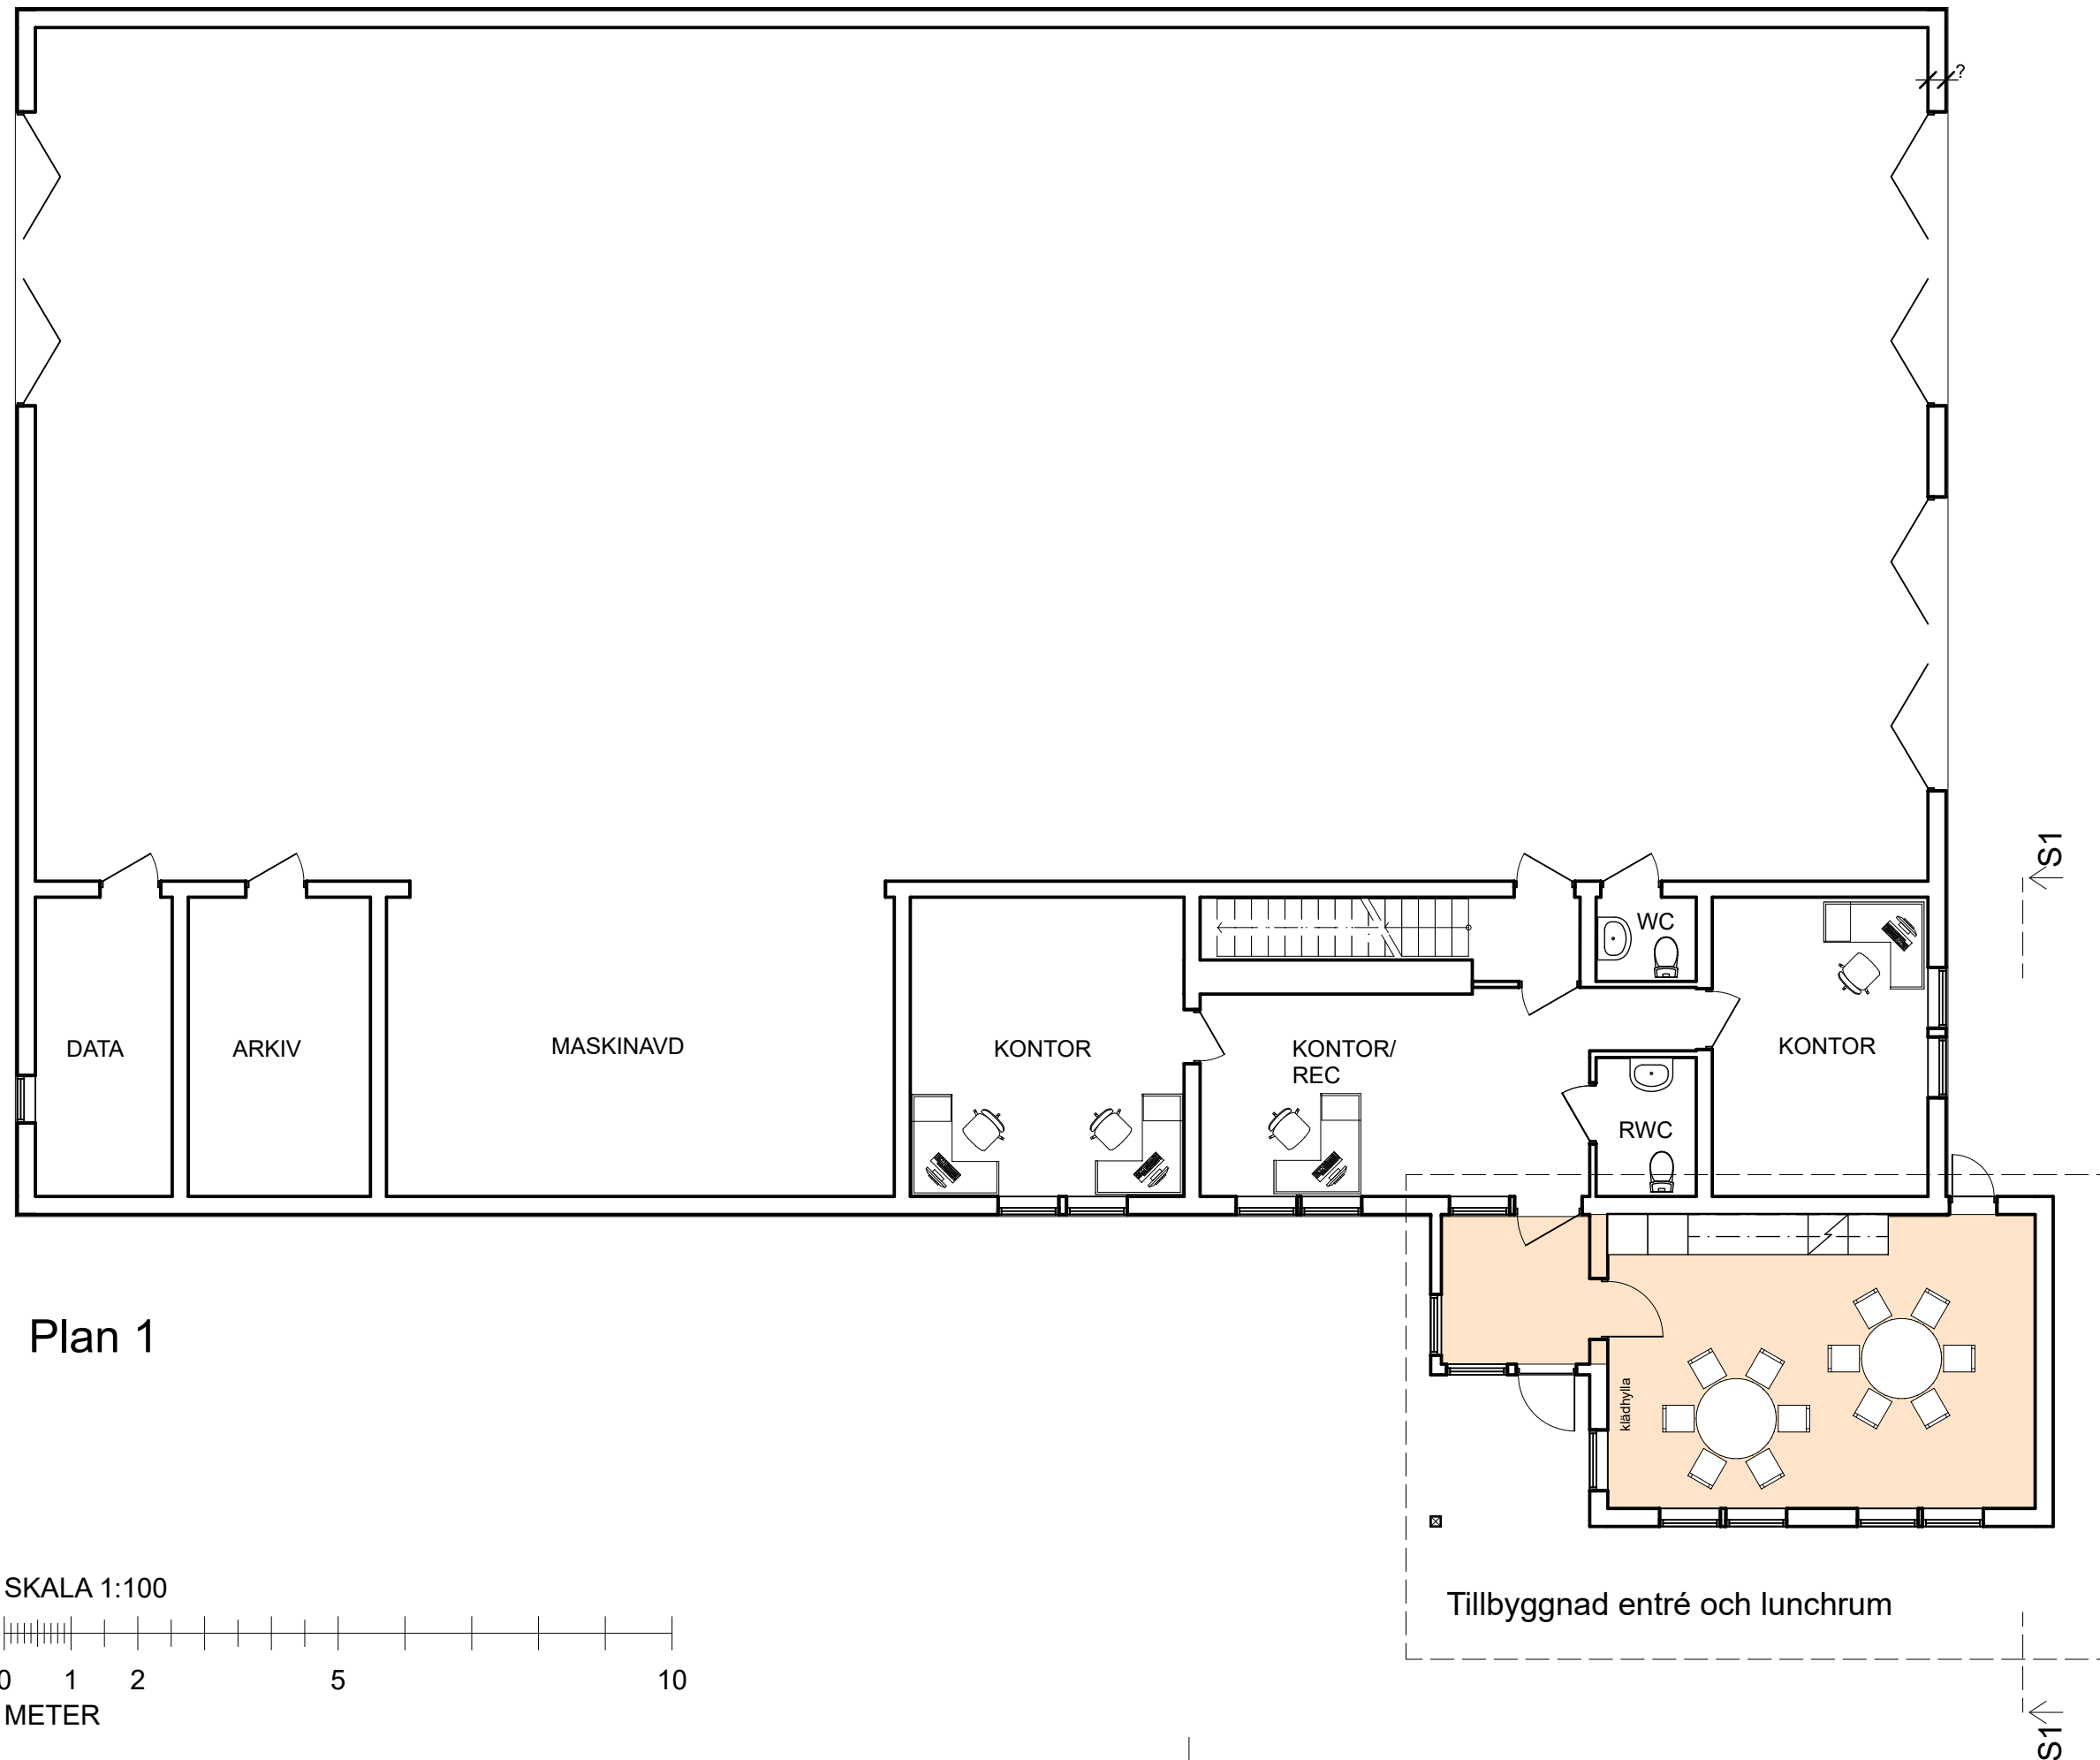 ?
S1
WC
DATA
ARKIV
MASKINAVD
KONTOR
KONTOR/
REC
KONTOR
RWC
Plan 1
klädhylla
SKALA 1:100
Tillbyggnad entré och lunchrum
0 1 2 5 10
METER
S1